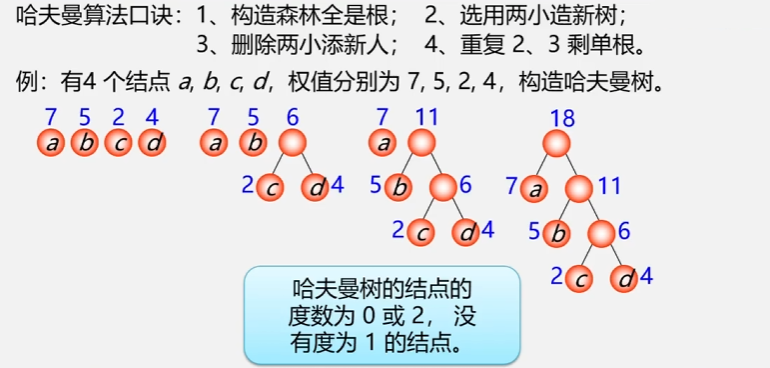 哈夫曼算法口诀：1、构造森林全是根； 2、选用两小造新树；
3、删除两小添新人； 4、重复 2、3 剩单根。
例：有4 个结点 a, b, c, d，权值分别为 7, 5, 2, 4，构造哈夫曼树。
7 5 2 4
a b c d
7 5 6
a b
2 c d 4
7 11
a
5 b 6
2 c d 4
18
7 a 11
5 b 6
2 c d 4
哈夫曼树的结点的
度数为 0 或 2， 没
有度为 1 的结点。